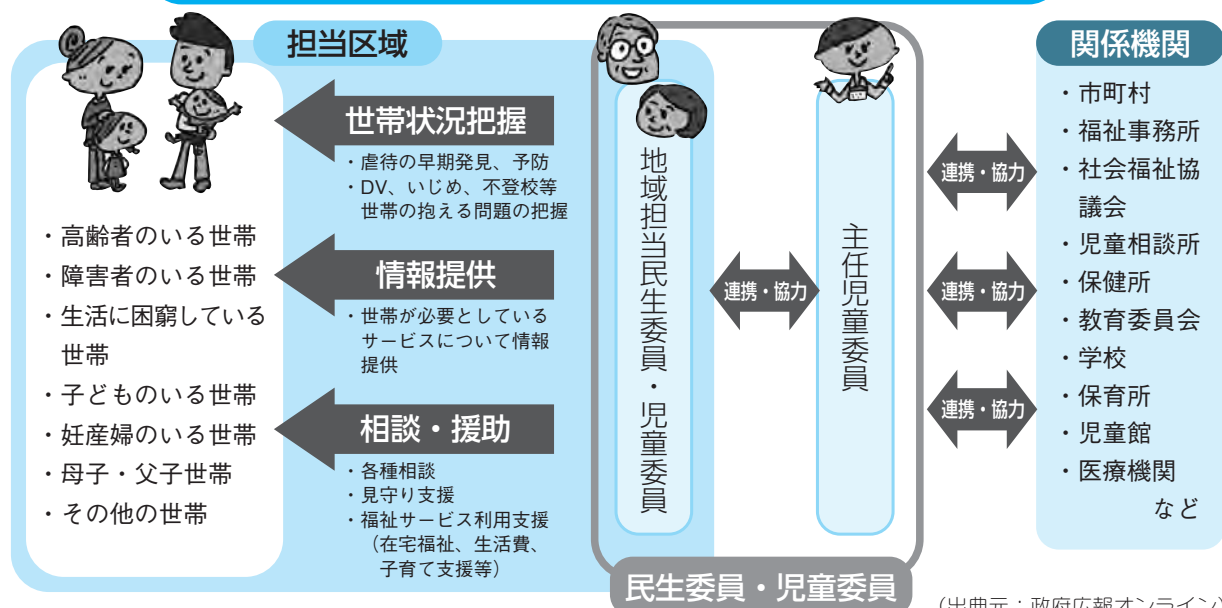 担当区域
・高齢者のいる世帯
・障害者のいる世帯
・生活に困窮している
世帯
・子どものいる世帯
・妊産婦のいる世帯
・母子・父子世帯
・その他の世帯
世帯状況把握
・虐待の早期発見、予防
・DV、いじめ、不登校等
世帯の抱える問題の把握
情報提供
・世帯が必要としている
サービスについて情報
提供
相談・援助
・各種相談
・見守り支援
・福祉サービス利用支援
（在宅福祉、生活費、
子育て支援等）
地域担当民生委員・児童委員
連携・協力
主任児童委員
民生委員・児童委員
連携・協力
連携・協力
連携・協力
関係機関
・市町村
・福祉事務所
・社会福祉協
議会
・児童相談所
・保健所
・教育委員会
・学校
・保育所
・児童館
・医療機関
など
（出典元：政府広報オンライン）